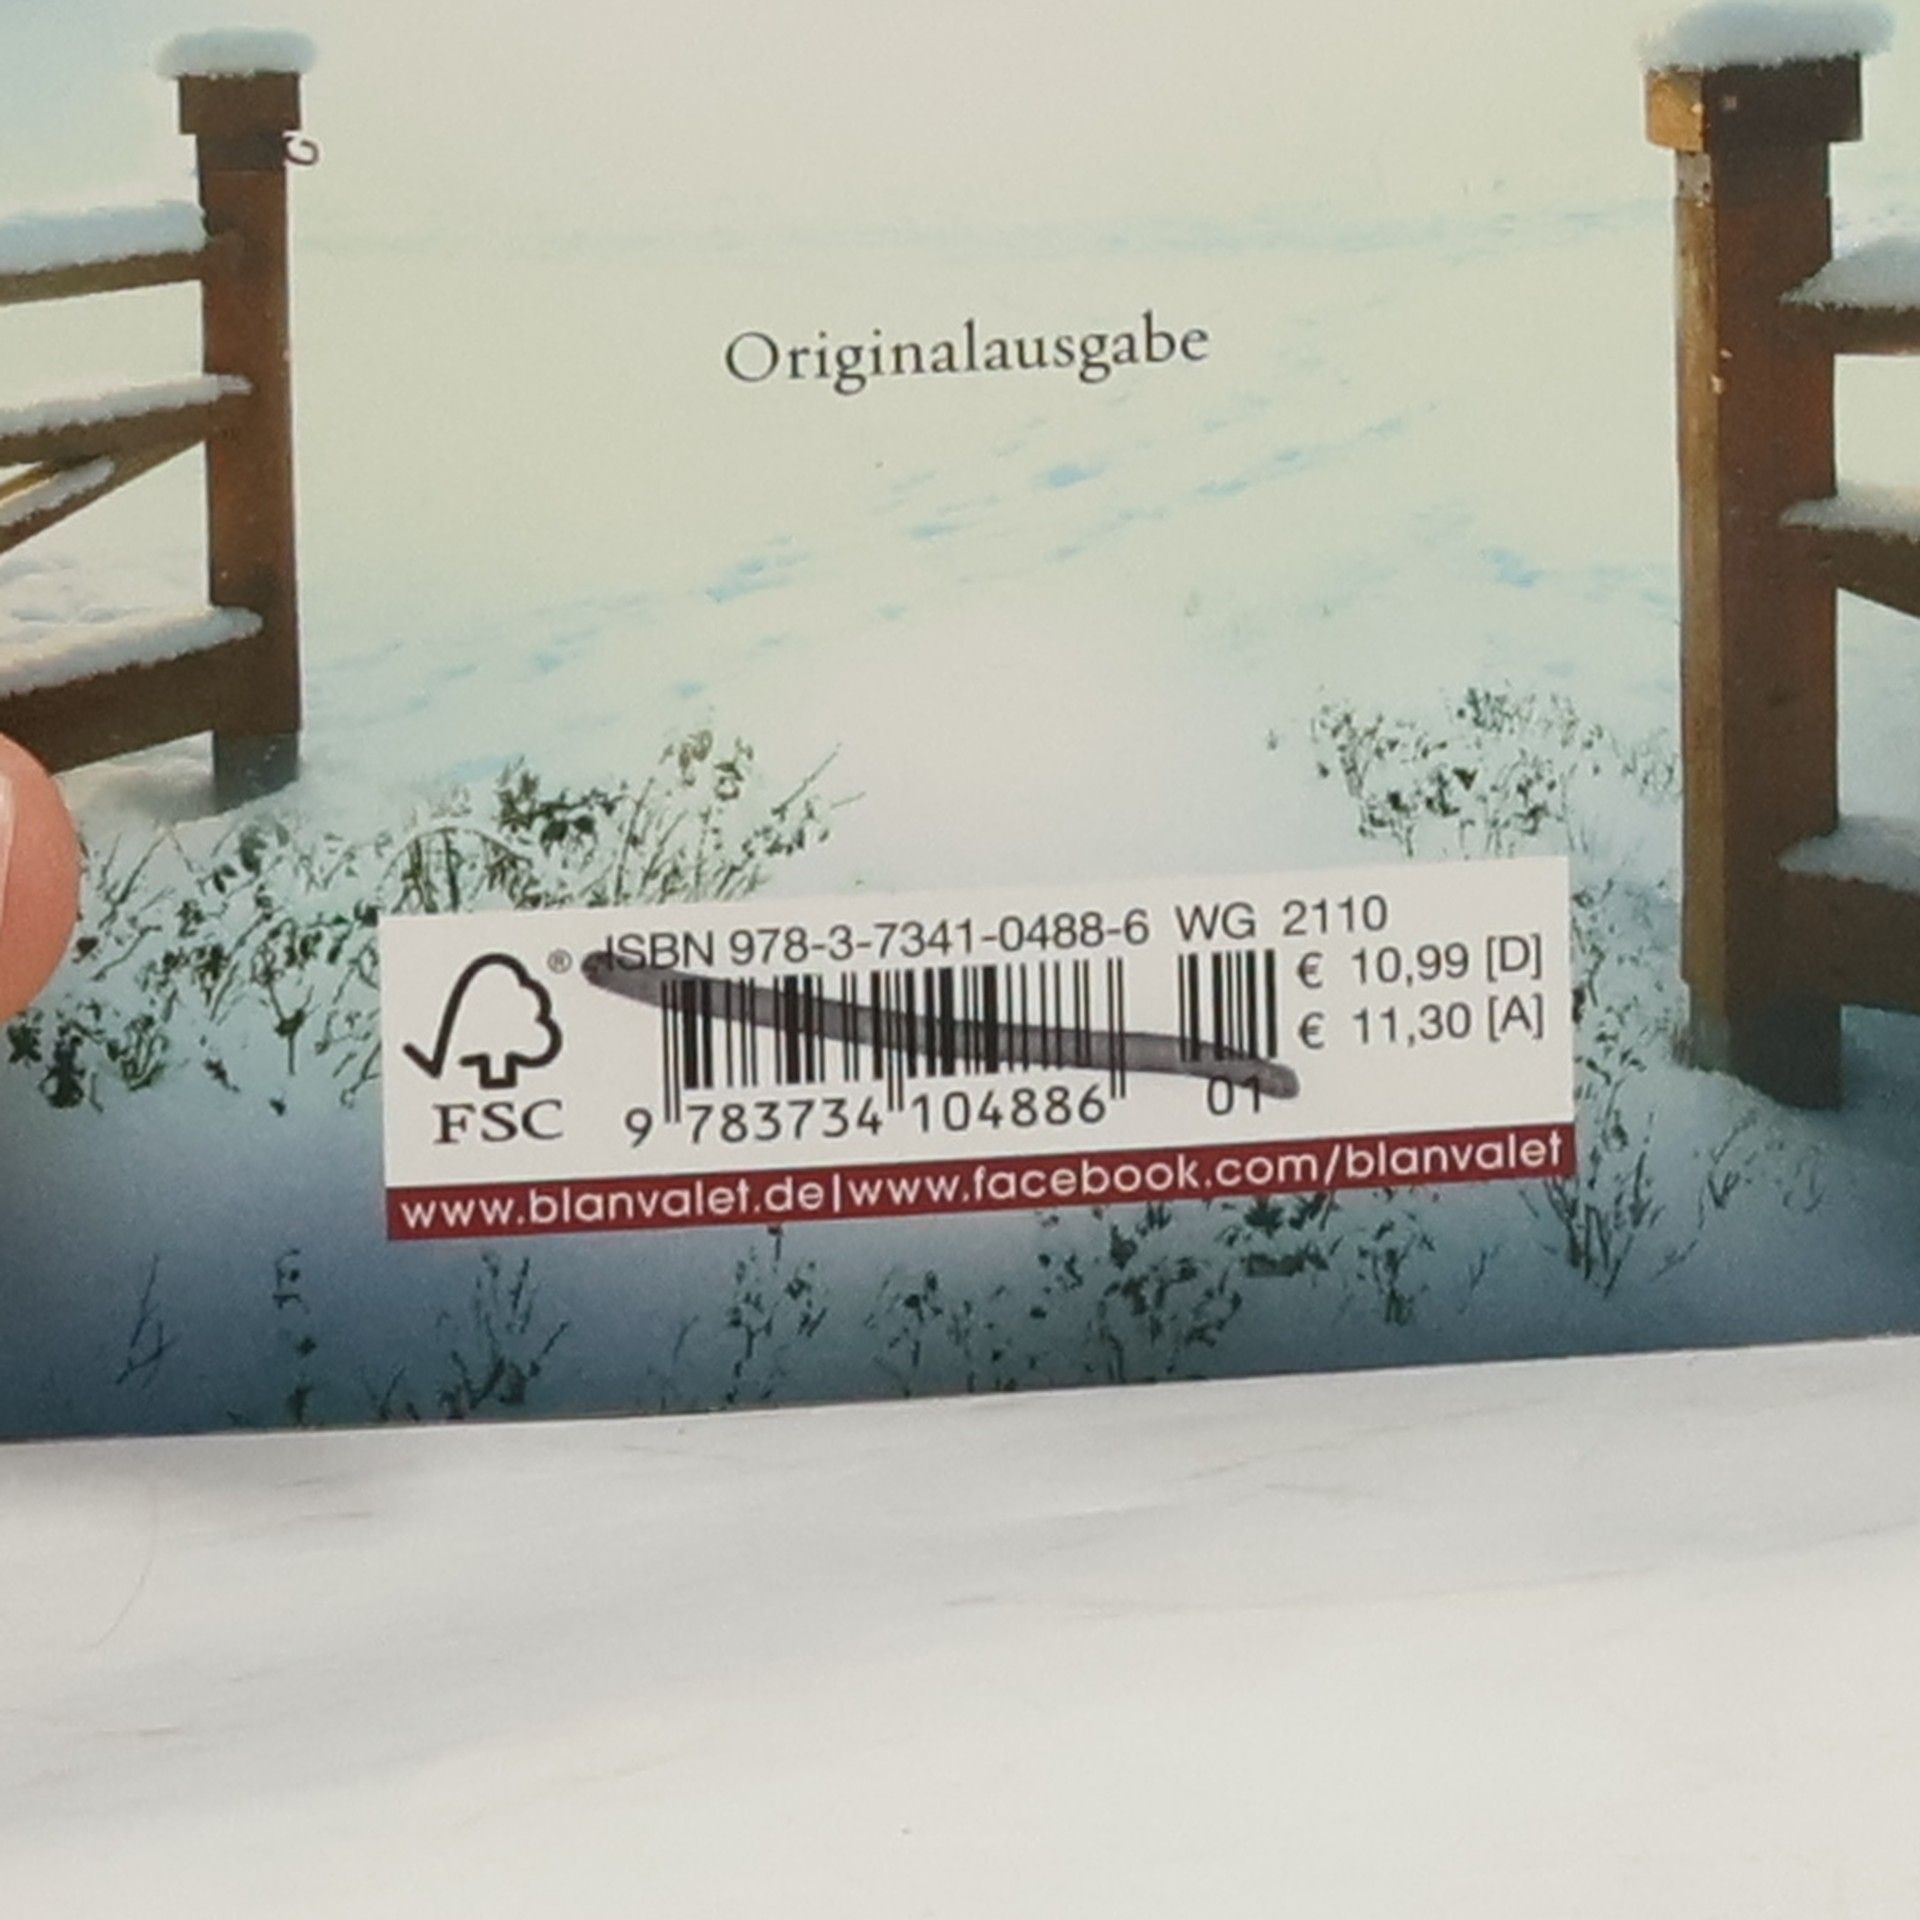 Originalausgabe
ISBN 978-3-7341-0488-6 WG 2110
® € 10,99 [D]
€ 11,30 [A]
FSC 9 783734 104886 01
www.blanvalet.de|www.facebook.com/blanvalet